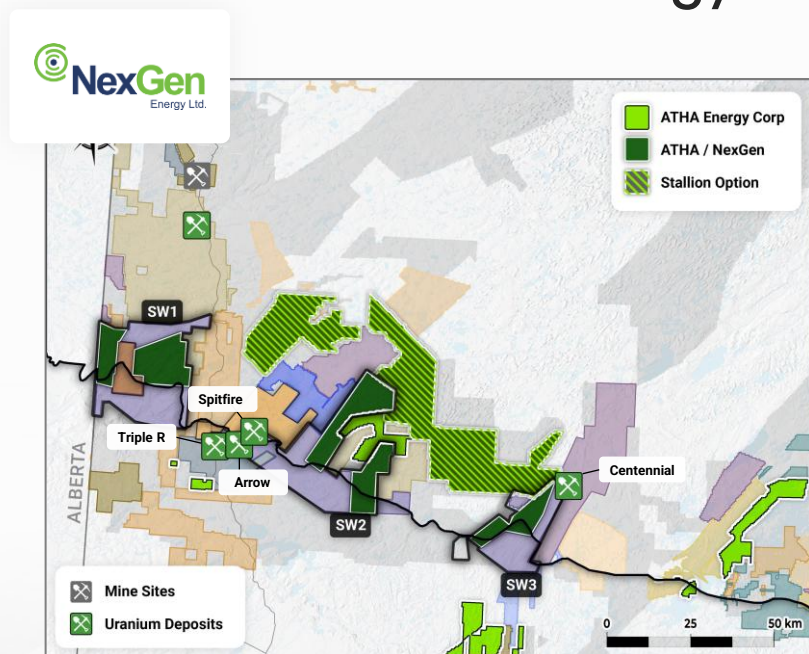 NexGen
Energy Ltd.
ATHA Energy Corp
ATHA / NexGen
Stallion Option
SW1
Spitfire
Triple R
Arrow
ALBERTA
Centennial
SW2
SW3
Mine Sites
Uranium Deposits
0 25 50 km